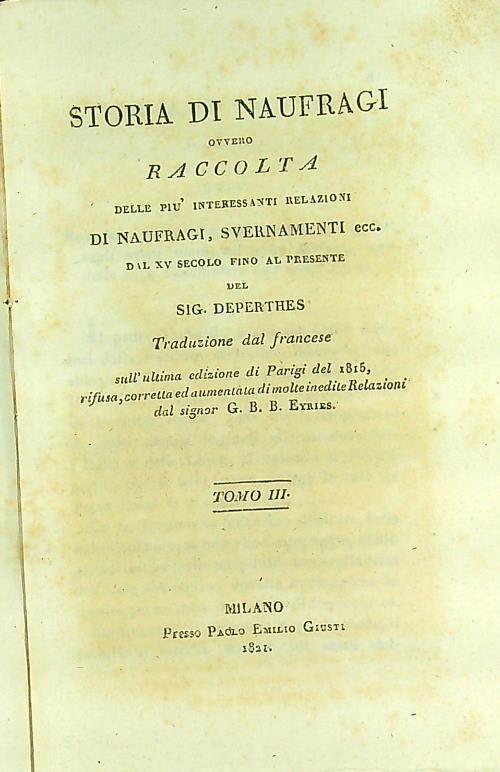 STORIA DI NAUFRAGI
OVVERO
RACCOLTA
DELLE PIU' INTERESSANTI RELAZIONI
DI NAUFRAGI, SVERNAMENTI ecc.
DAL XV SECOLO FINO AL PRESENTE
DEL
SIG. DEPERTHES
Traduzione dal francese
sull'ultima edizione di Parigi del 1815,
rifusa, corretta ed aumentata di molte inedite Relazioni
dal signor G. B. B. EYRIES.
TOMO III.
MILANO
Presso PAOLO EMILIO GIUSTI
1821.